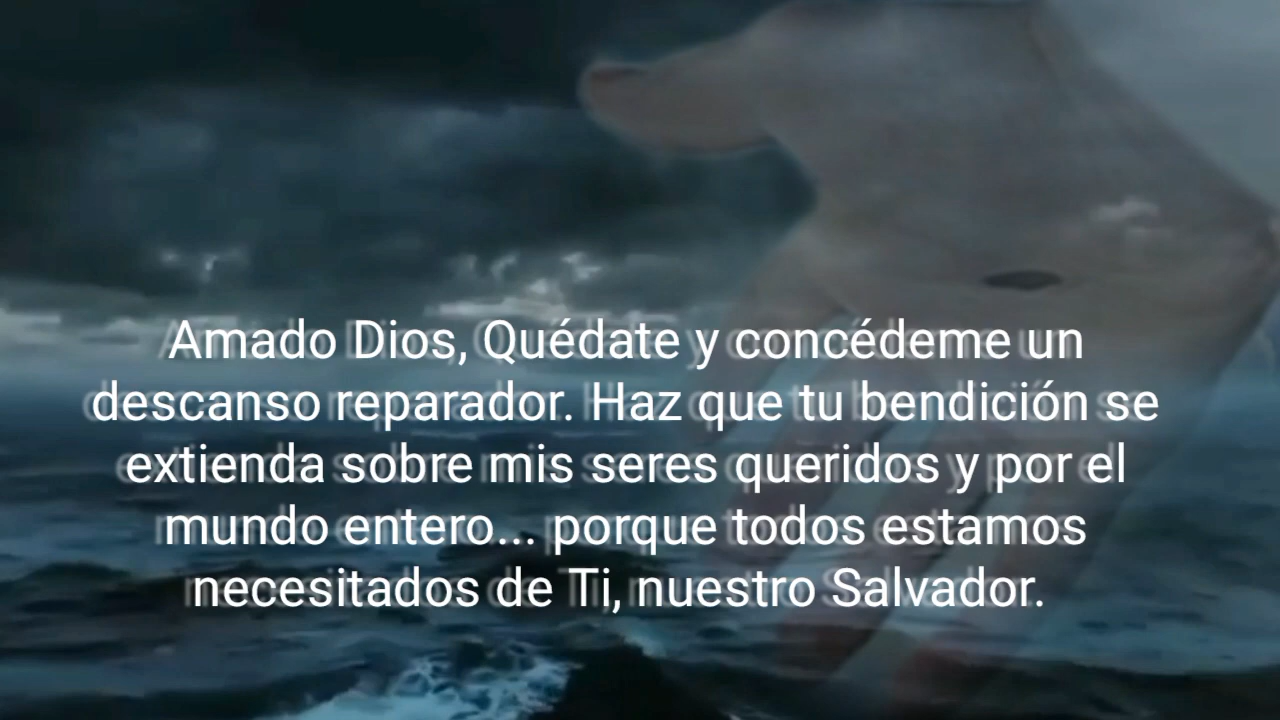 Amado Dios, Quédate y concédeme un
descanso reparador. Haz que tu bendición se
extienda sobre mis seres queridos y por el
mundo entero... porque todos estamos
necesitados de Ti, nuestro Salvador.